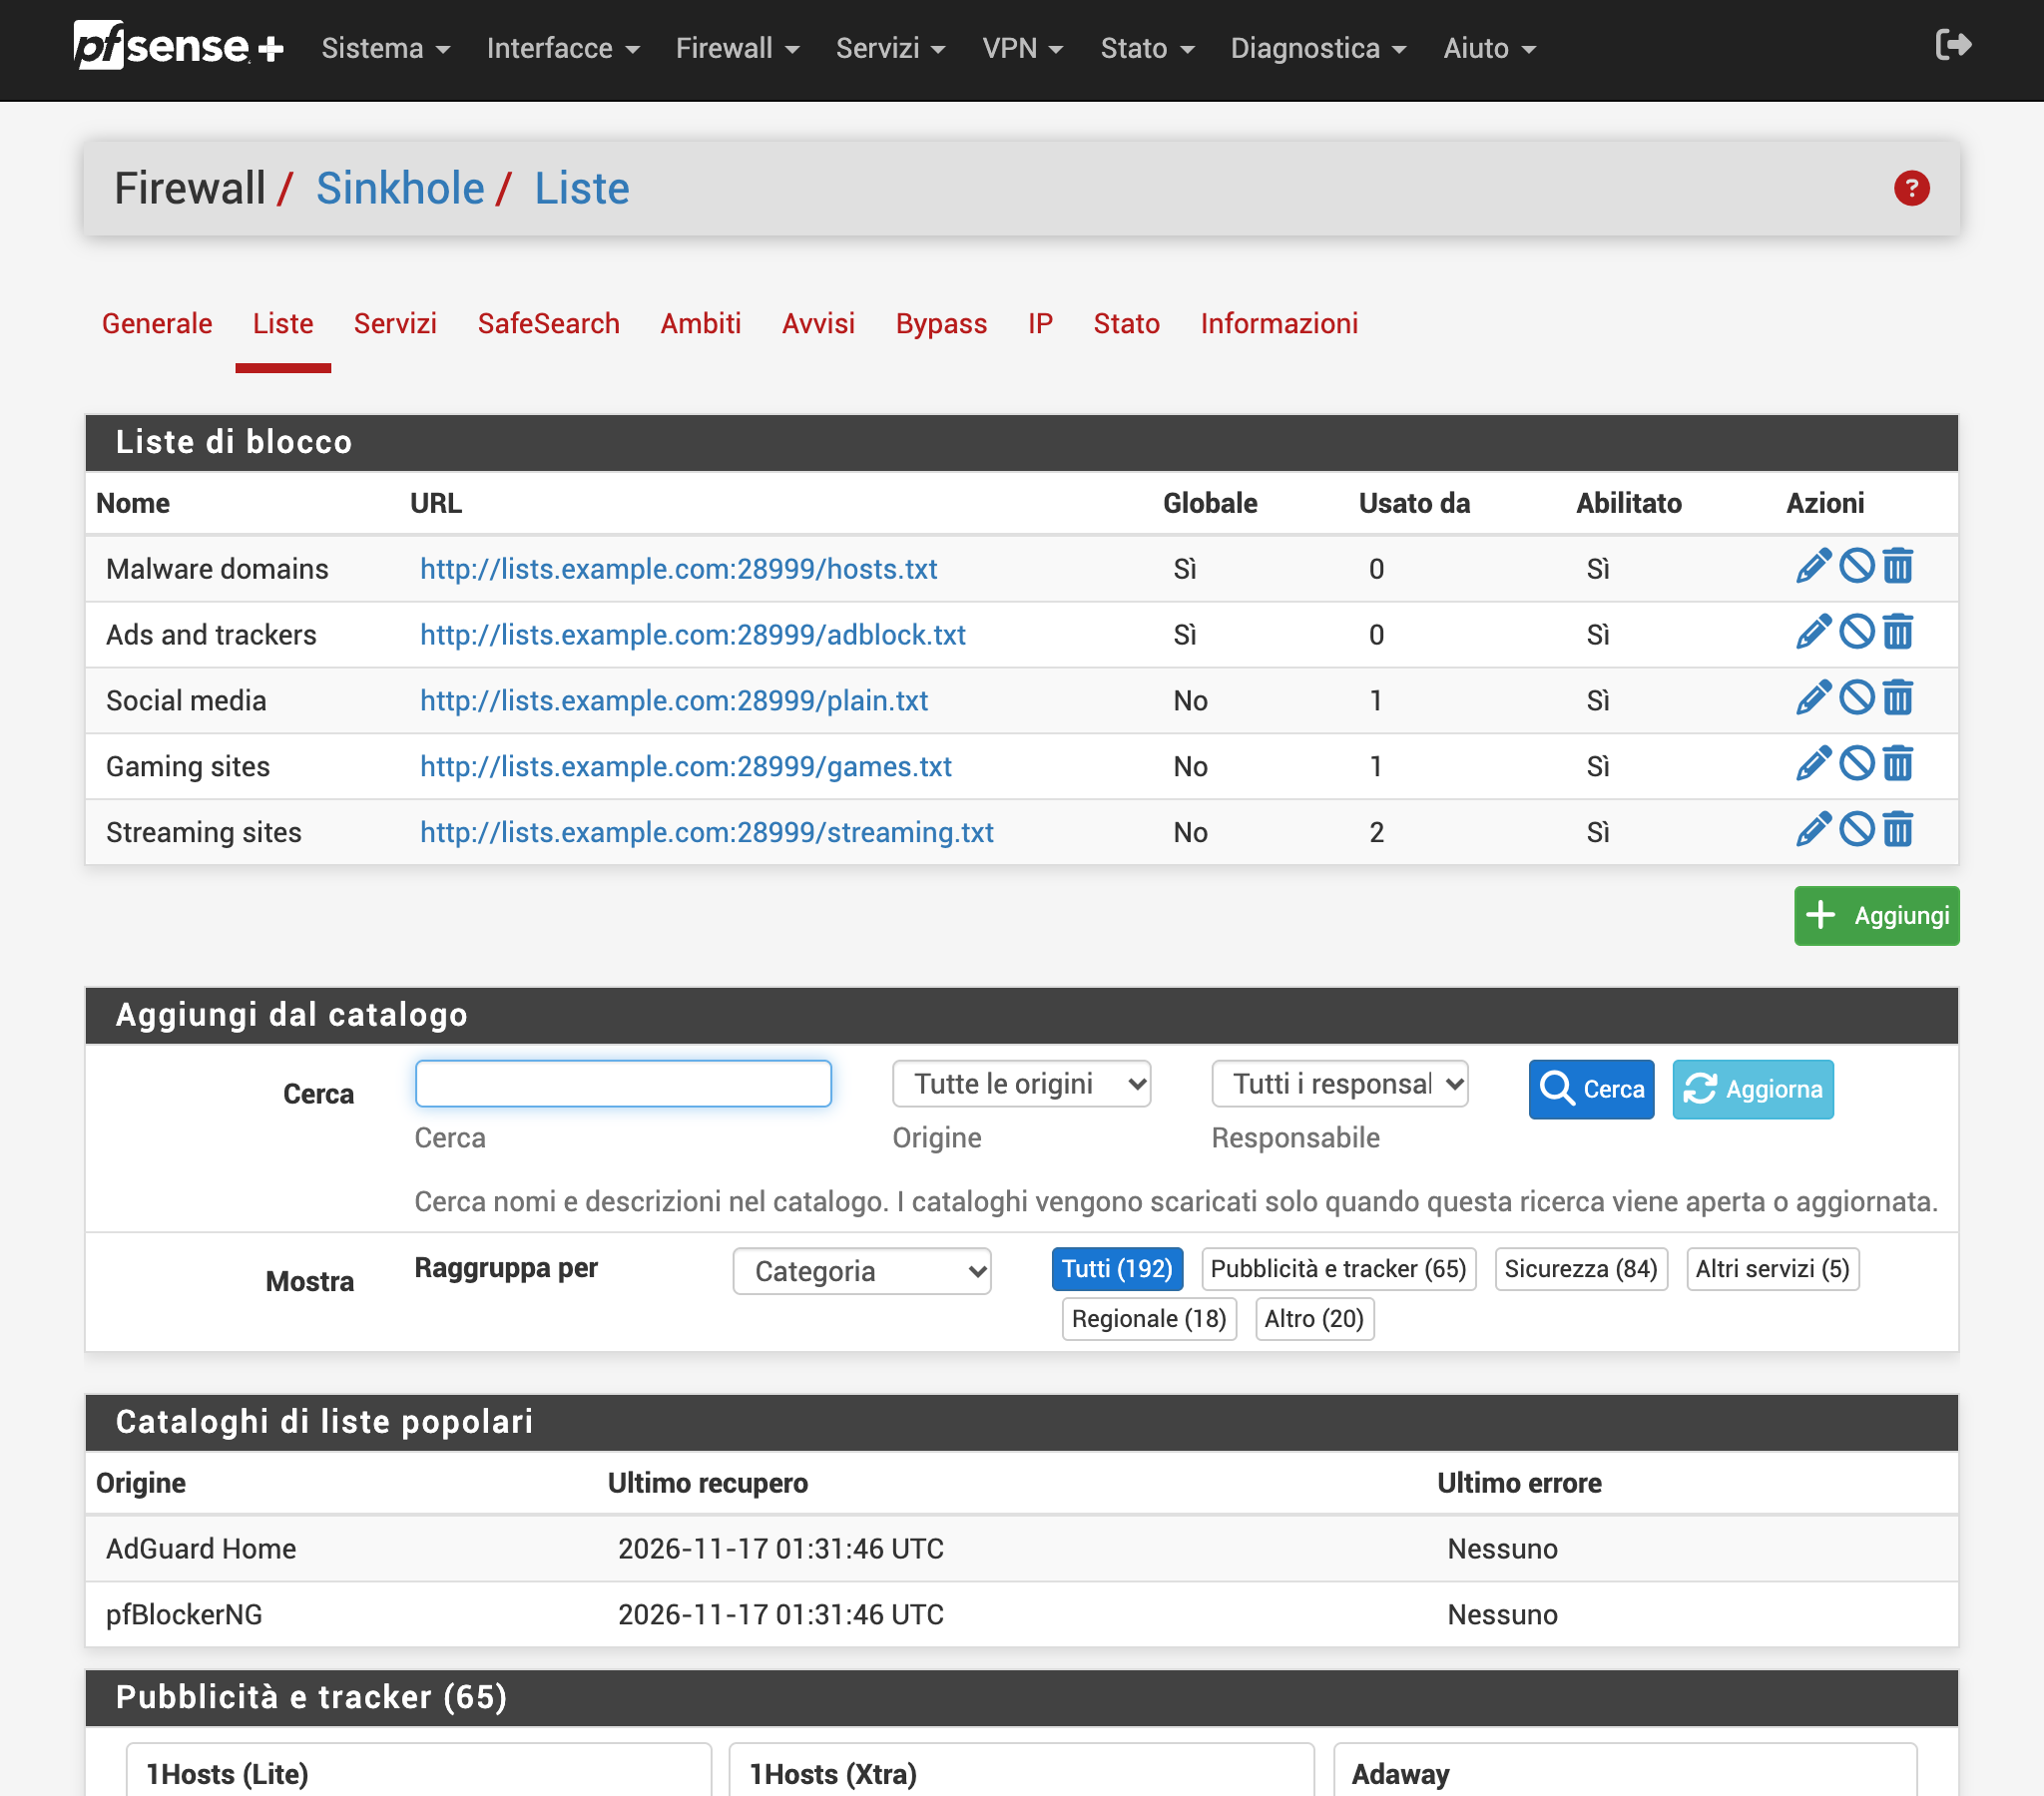 pfsense + Sistema Interfacce Firewall Servizi VPN Stato Diagnostica Aiuto
Firewall / Sinkhole / Liste ?
Generale Liste Servizi SafeSearch Ambiti Avvisi Bypass IP Stato Informazioni
Liste di blocco
Nome URL Globale Usato da Abilitato Azioni
Malware domains http://lists.example.com:28999/hosts.txt Sì 0 Sì
Ads and trackers http://lists.example.com:28999/adblock.txt Sì 0 Sì
Social media http://lists.example.com:28999/plain.txt No 1 Sì
Gaming sites http://lists.example.com:28999/games.txt No 1 Sì
Streaming sites http://lists.example.com:28999/streaming.txt No 2 Sì
Aggiungi
Aggiungi dal catalogo
Cerca Tutte le origini Tutti i responsal Cerca Aggiorna
Cerca Origine Responsabile
Cerca nomi e descrizioni nel catalogo. I cataloghi vengono scaricati solo quando questa ricerca viene aperta o aggiornata.
Mostra Raggruppa per Categoria Tutti (192) Pubblicità e tracker (65) Sicurezza (84) Altri servizi (5)
Regionale (18) Altro (20)
Cataloghi di liste popolari
Origine Ultimo recupero Ultimo errore
AdGuard Home 2026-11-17 01:31:46 UTC Nessuno
pfBlockerNG 2026-11-17 01:31:46 UTC Nessuno
Pubblicità e tracker (65)
1Hosts (Lite) 1Hosts (Xtra) Adaway